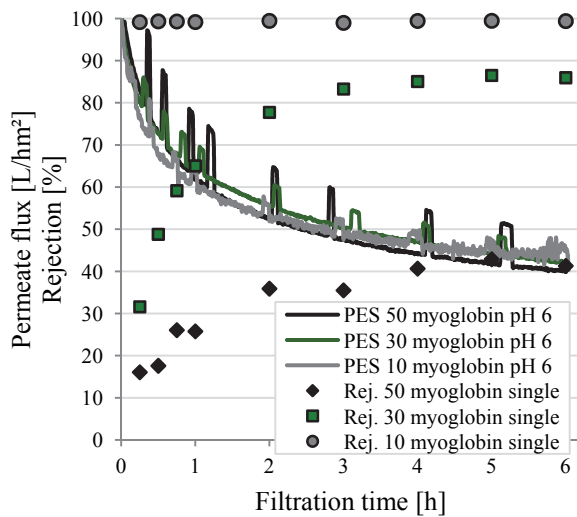 Permeate flux [L/hm²]
Rejection [%]
100
90
80
70
60
50
40
30
20
10
0
PES 50 myoglobin pH 6
PES 30 myoglobin pH 6
PES 10 myoglobin pH 6
Rej. 50 myoglobin single
Rej. 30 myoglobin single
Rej. 10 myoglobin single
0 1 2 3 4 5 6
Filtration time [h]